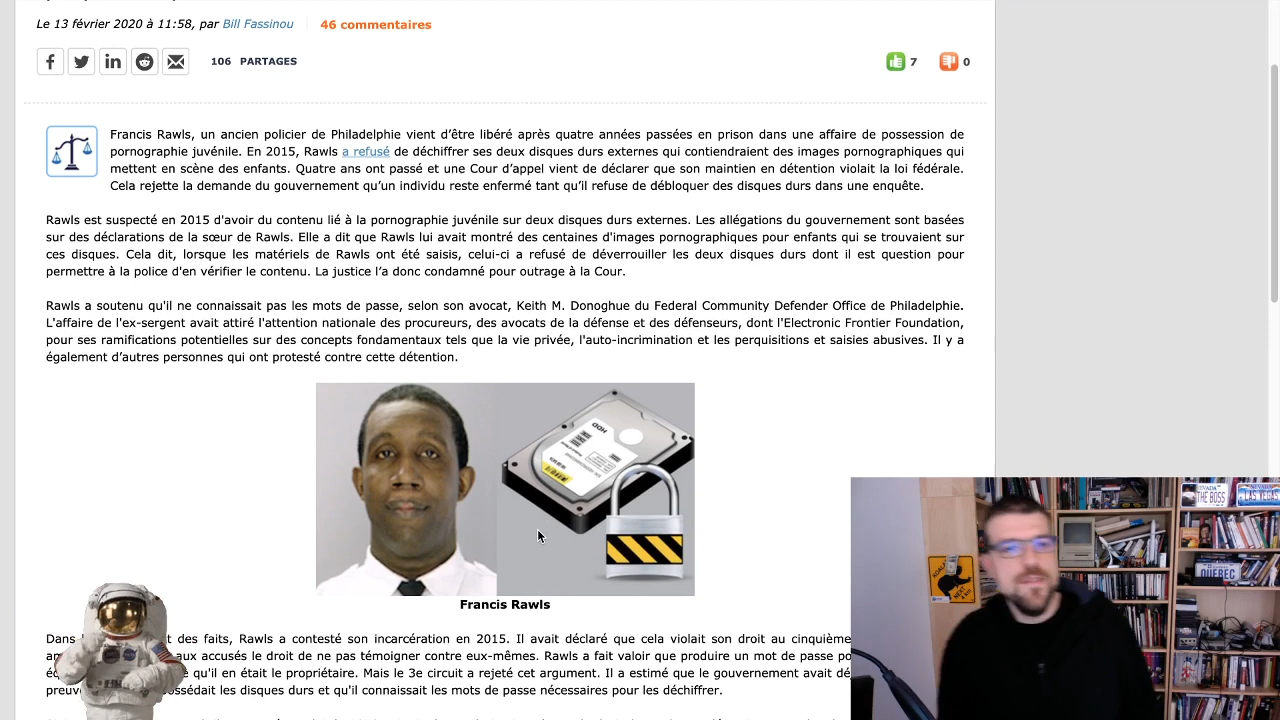 Le 13 février 2020 à 11:58, par Bill Fassinou
46 commentaires
106 PARTAGES
7
0
Francis Rawls, un ancien policier de Philadelphie vient d’être libéré après quatre années passées en prison dans une affaire de possession de
pornographie juvénile. En 2015, Rawls a refusé de déchiffrer ses deux disques durs externes qui contiendraient des images pornographiques qui
mettent en scène des enfants. Quatre ans ont passé et une Cour d’appel vient de déclarer que son maintien en détention violait la loi fédérale.
Cela rejette la demande du gouvernement qu’un individu reste enfermé tant qu’il refuse de débloquer des disques durs dans une enquête.
Rawls est suspecté en 2015 d'avoir du contenu lié à la pornographie juvénile sur deux disques durs externes. Les allégations du gouvernement sont basées
sur des déclarations de la sœur de Rawls. Elle a dit que Rawls lui avait montré des centaines d'images pornographiques pour enfants qui se trouvaient sur
ces disques. Cela dit, lorsque les matériels de Rawls ont été saisis, celui-ci a refusé de déverrouiller les deux disques durs dont il est question pour
permettre à la police d'en vérifier le contenu. La justice l’a donc condamné pour outrage à la Cour.
Rawls a soutenu qu'il ne connaissait pas les mots de passe, selon son avocat, Keith M. Donoghue du Federal Community Defender Office de Philadelphie.
L'affaire de l'ex-sergent avait attiré l'attention nationale des procureurs, des avocats de la défense et des défenseurs, dont l'Electronic Frontier Foundation,
pour ses ramifications potentielles sur des concepts fondamentaux tels que la vie privée, l'auto-incrimination et les perquisitions et saisies abusives. Il y a
également d’autres personnes qui ont protesté contre cette détention.
HDD
Francis Rawls
Dans des faits, Rawls a contesté son incarcération en 2015. Il avait déclaré que cela violait son droit au cinquième
aux accusés le droit de ne pas témoigner contre eux-mêmes. Rawls a fait valoir que produire un mot de passe
qu'il en était le propriétaire. Mais le 3e circuit a rejeté cet argument. Il a estimé que le gouvernement avait
les disques durs et qu'il connaissait les mots de passe nécessaires pour les déchiffrer.
NEVADA
THE BOSS
LAS VEGAS
QUEBEC